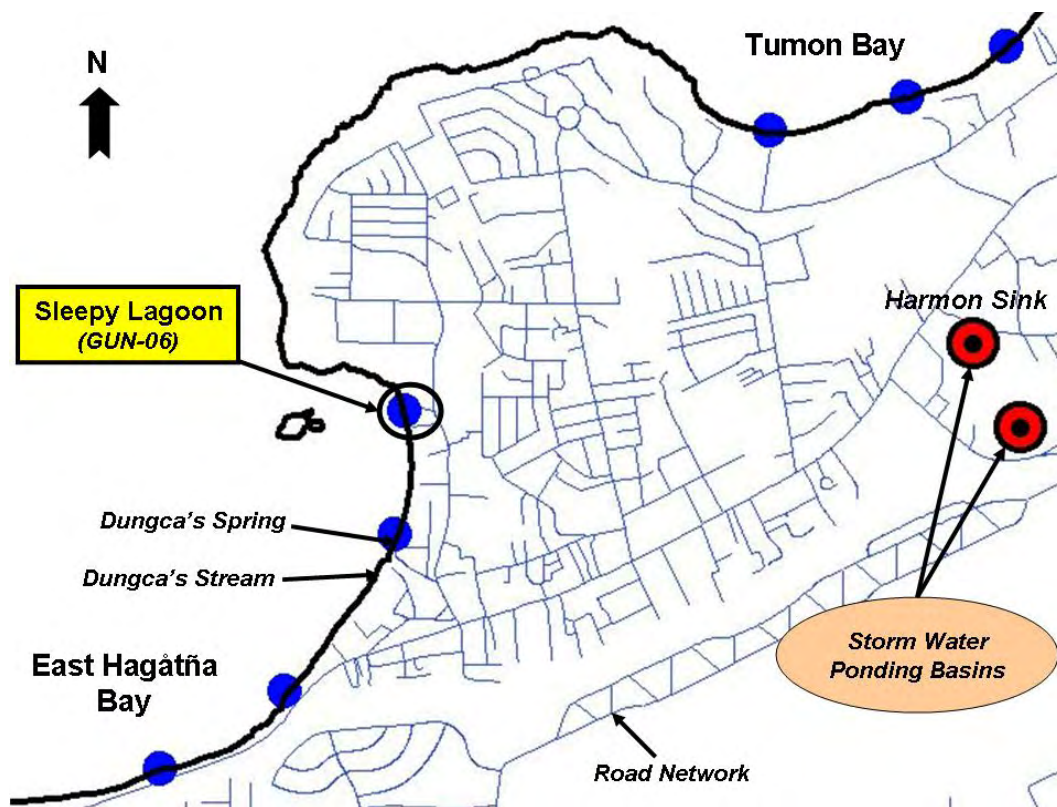 Tumon Bay
N
Harmon Sink
Sleepy Lagoon
(GUN-06)
Dungca's Spring
Dungca's Stream
Storm Water
Ponding Basins
East Hagåtña
Bay
Road Network